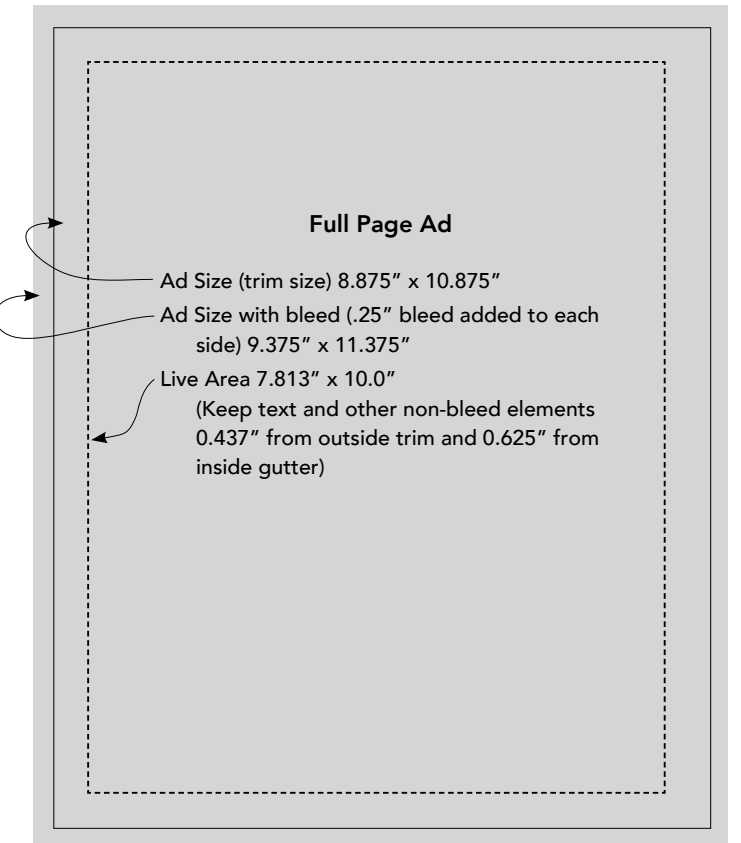 Full Page Ad
Ad Size (trim size) 8.875″ x 10.875″
Ad Size with bleed (.25″ bleed added to each
side) 9.375″ x 11.375″
Live Area 7.813″ x 10.0″
(Keep text and other non-bleed elements
0.437″ from outside trim and 0.625″ from
inside gutter)